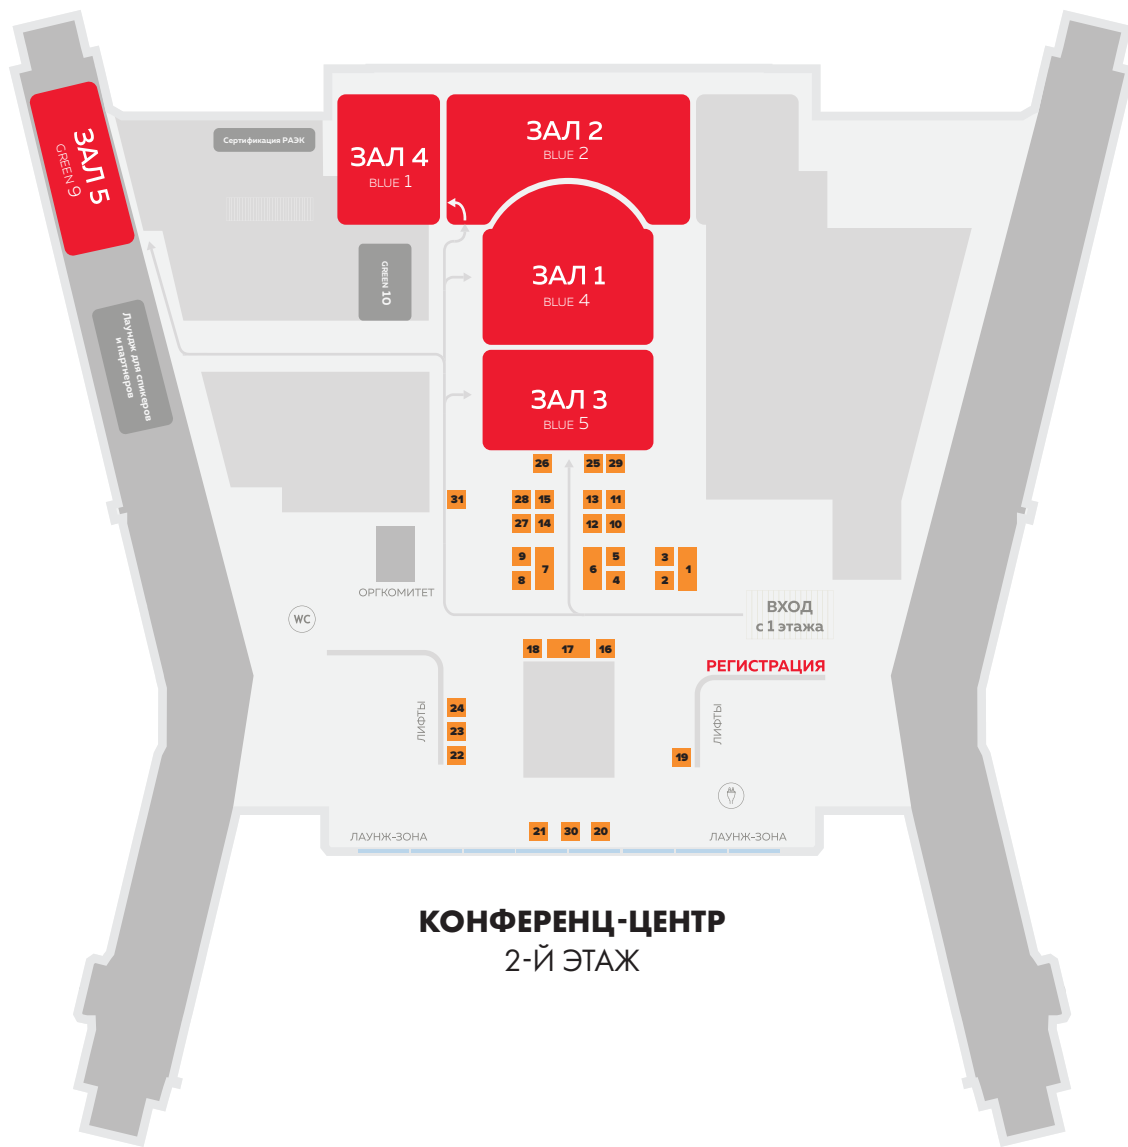 ЗАЛ 5
GREEN 9
Сертификация РАЭК
ЗАЛ 4
BLUE 1
ЗАЛ 2
BLUE 2
GREEN 10
ЗАЛ 1
BLUE 4
Лаундж для спикеров
и партнеров
ЗАЛ 3
BLUE 5
26
25
29
31
28
15
13
11
27
14
12
10
9
7
6
5
3
1
8
4
2
ОРГКОМИТЕТ
WC
ВХОД
с 1 этажа
18
17
16
РЕГИСТРАЦИЯ
ЛИФТЫ
24
23
22
19
ЛИФТЫ
ЛАУНЖ-ЗОНА
21
30
20
ЛАУНЖ-ЗОНА
КОНФЕРЕНЦ-ЦЕНТР
2-Й ЭТАЖ